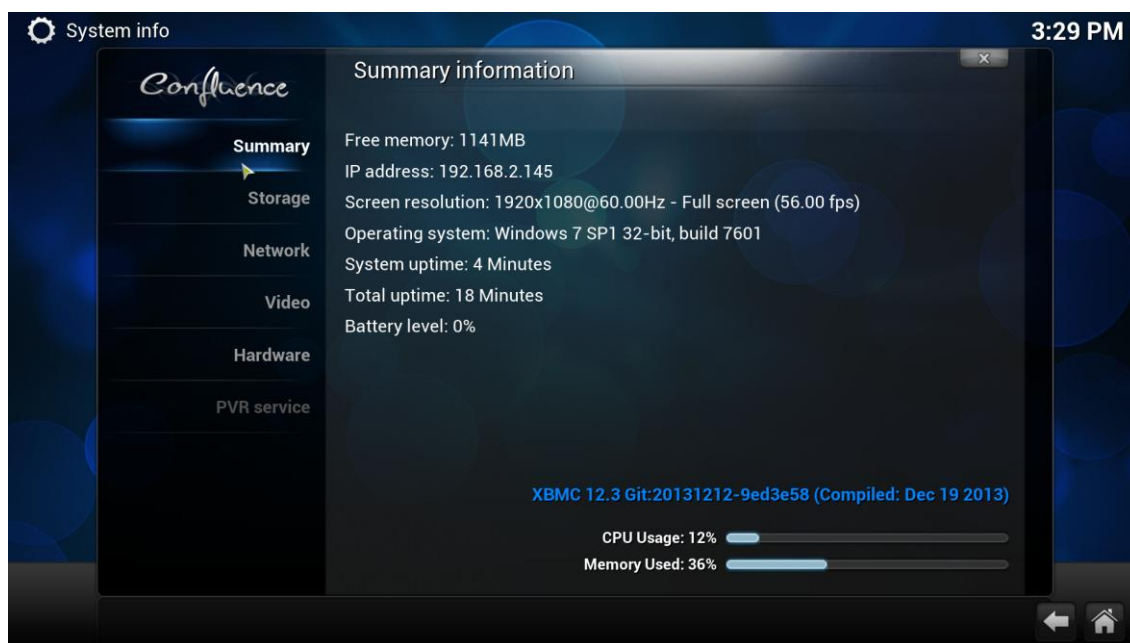 System info
3:29 PM
Confluence
Summary information
Summary
Storage
Network
Video
Hardware
PVR service
Free memory: 1141MB
IP address: 192.168.2.145
Screen resolution: 1920x1080@60.00Hz - Full screen (56.00 fps)
Operating system: Windows 7 SP1 32-bit, build 7601
System uptime: 4 Minutes
Total uptime: 18 Minutes
Battery level: 0%
XBMC 12.3 Git:20131212-9ed3e58 (Compiled: Dec 19 2013)
CPU Usage: 12%
Memory Used: 36%